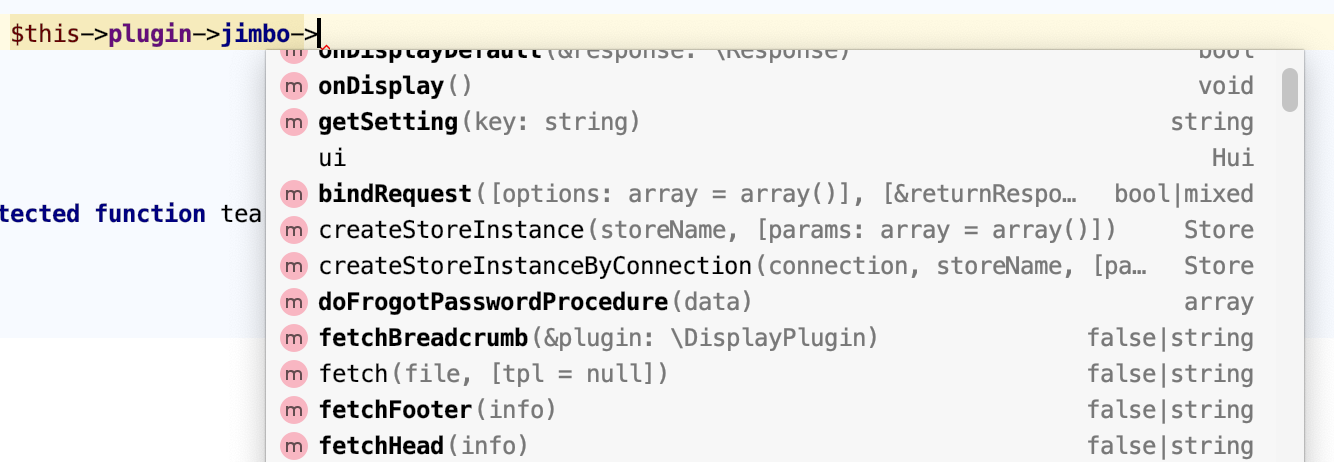 $this->plugin->jimbo->
m onDisplayDefault(&response: \Response) bool
m onDisplay() void
m getSetting(key: string) string
ui Hui
m bindRequest([options: array = array()], [&returnRespo… bool|mixed
m createStoreInstance(storeName, [params: array = array()]) Store
tected function tea
m createStoreInstanceByConnection(connection, storeName, [pa… Store
m doFrogotPasswordProcedure(data) array
m fetchBreadcrumb(&plugin: \DisplayPlugin) false|string
m fetch(file, [tpl = null]) false|string
m fetchFooter(info) false|string
m fetchHead(info) false|string